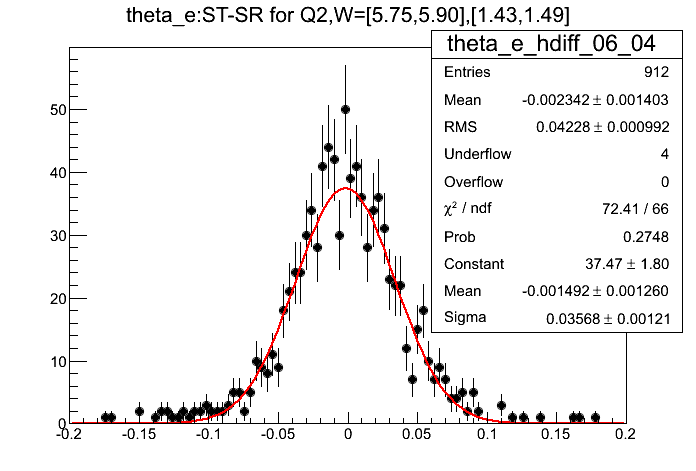 theta_e:ST-SR for Q2,W=[5.75,5.90],[1.43,1.49]
theta_e_hdiff_06_04
Entries 912
Mean -0.002342 ± 0.001403
RMS 0.04228 ± 0.000992
Underflow 4
Overflow 0
χ² / ndf 72.41 / 66
Prob 0.2748
Constant 37.47 ± 1.80
Mean -0.001492 ± 0.001260
Sigma 0.03568 ± 0.00121
50
40
30
20
10
0
-0.2 -0.15 -0.1 -0.05 0 0.05 0.1 0.15 0.2